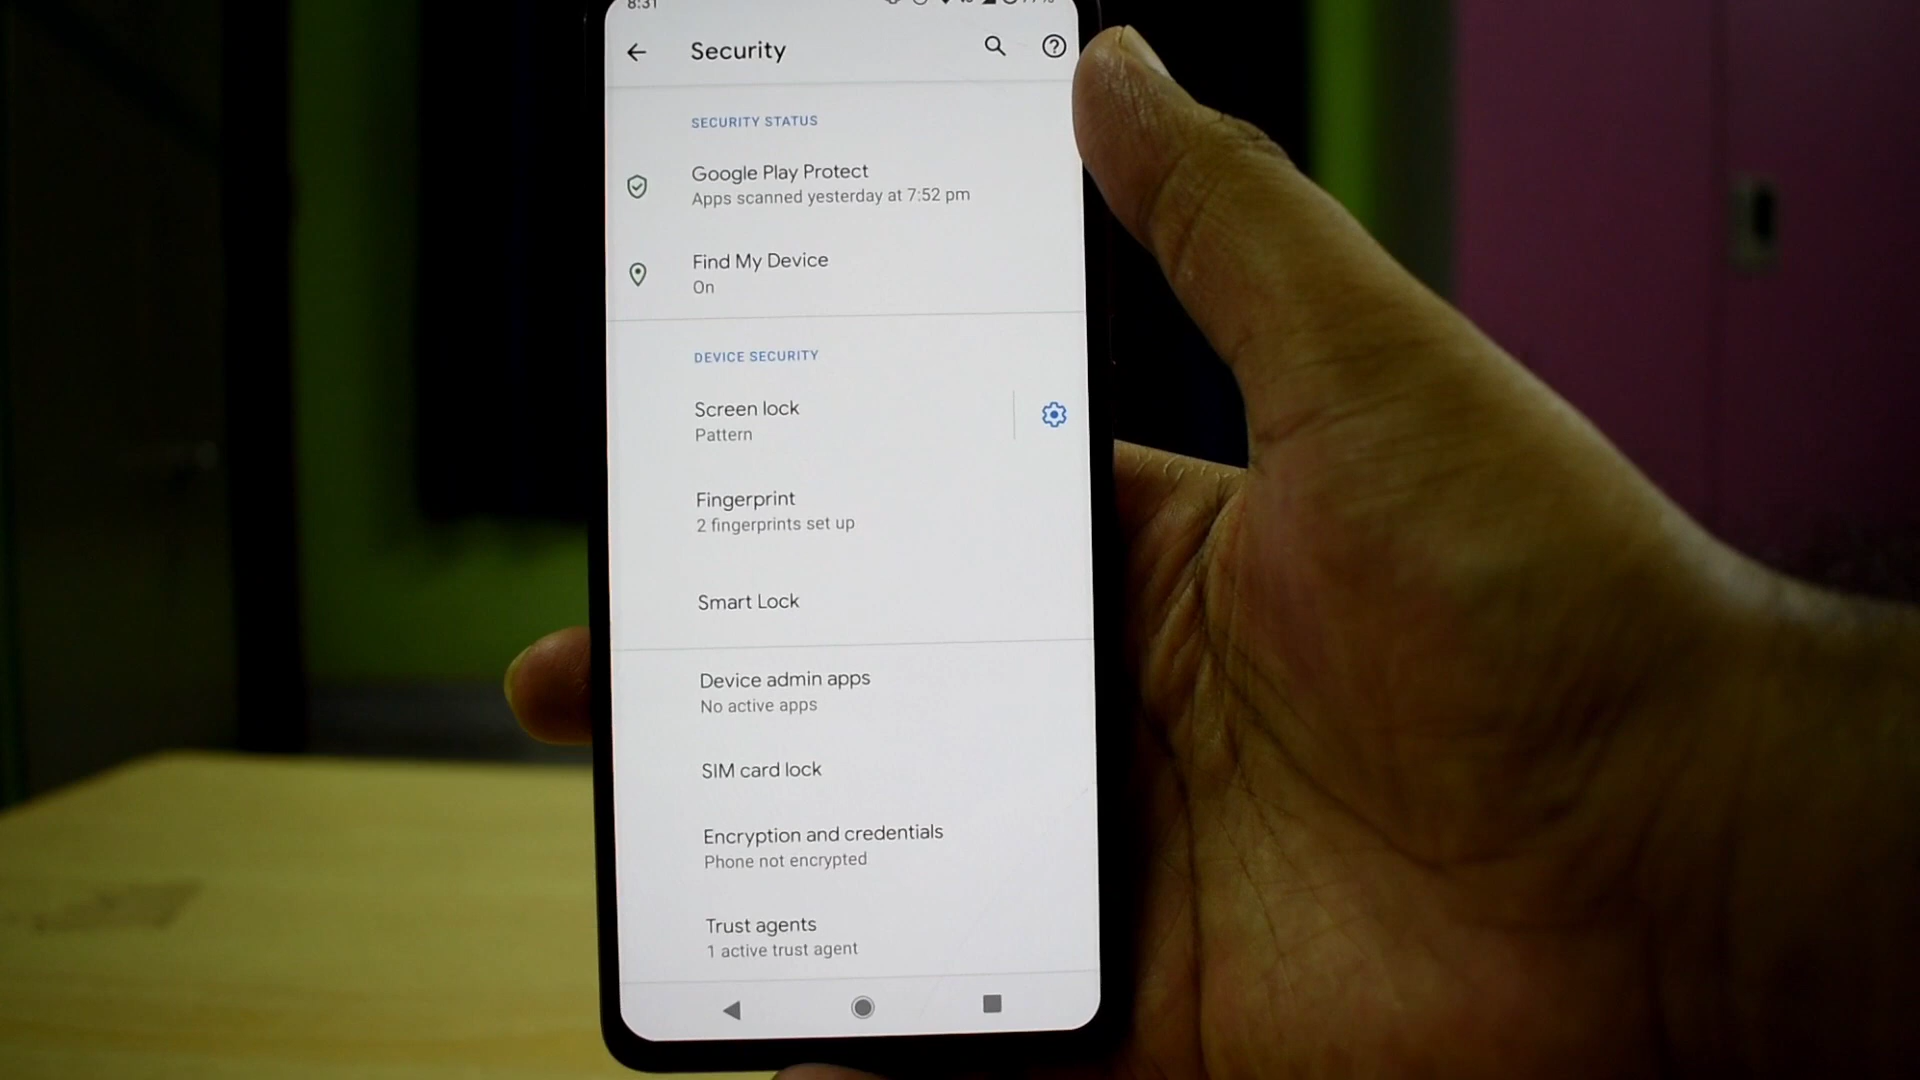 8:31
Security
SECURITY STATUS
Google Play Protect
Apps scanned yesterday at 7:52 pm
Find My Device
On
DEVICE SECURITY
Screen lock
Pattern
Fingerprint
2 fingerprints set up
Smart Lock
Device admin apps
No active apps
SIM card lock
Encryption and credentials
Phone not encrypted
Trust agents
1 active trust agent